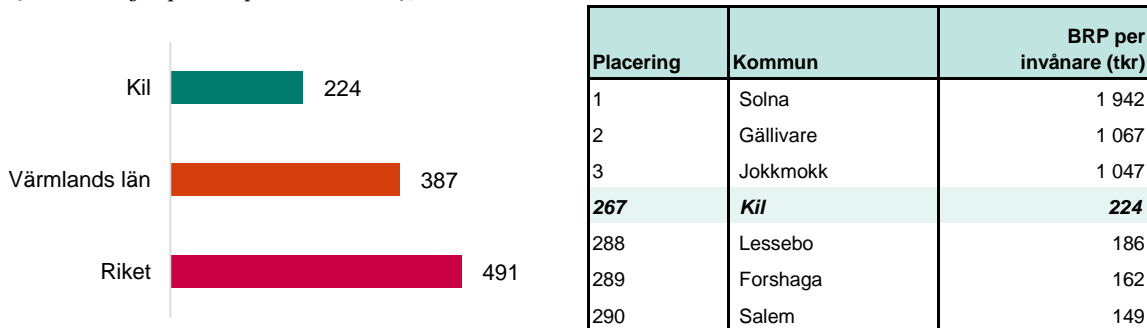 Kil 224
Värmlands län 387
Riket 491
Placering Kommun BRP per invånare (tkr)
1 Solna 1 942
2 Gällivare 1 067
3 Jokkmokk 1 047
267 Kil 224
288 Lessebo 186
289 Forshaga 162
290 Salem 149